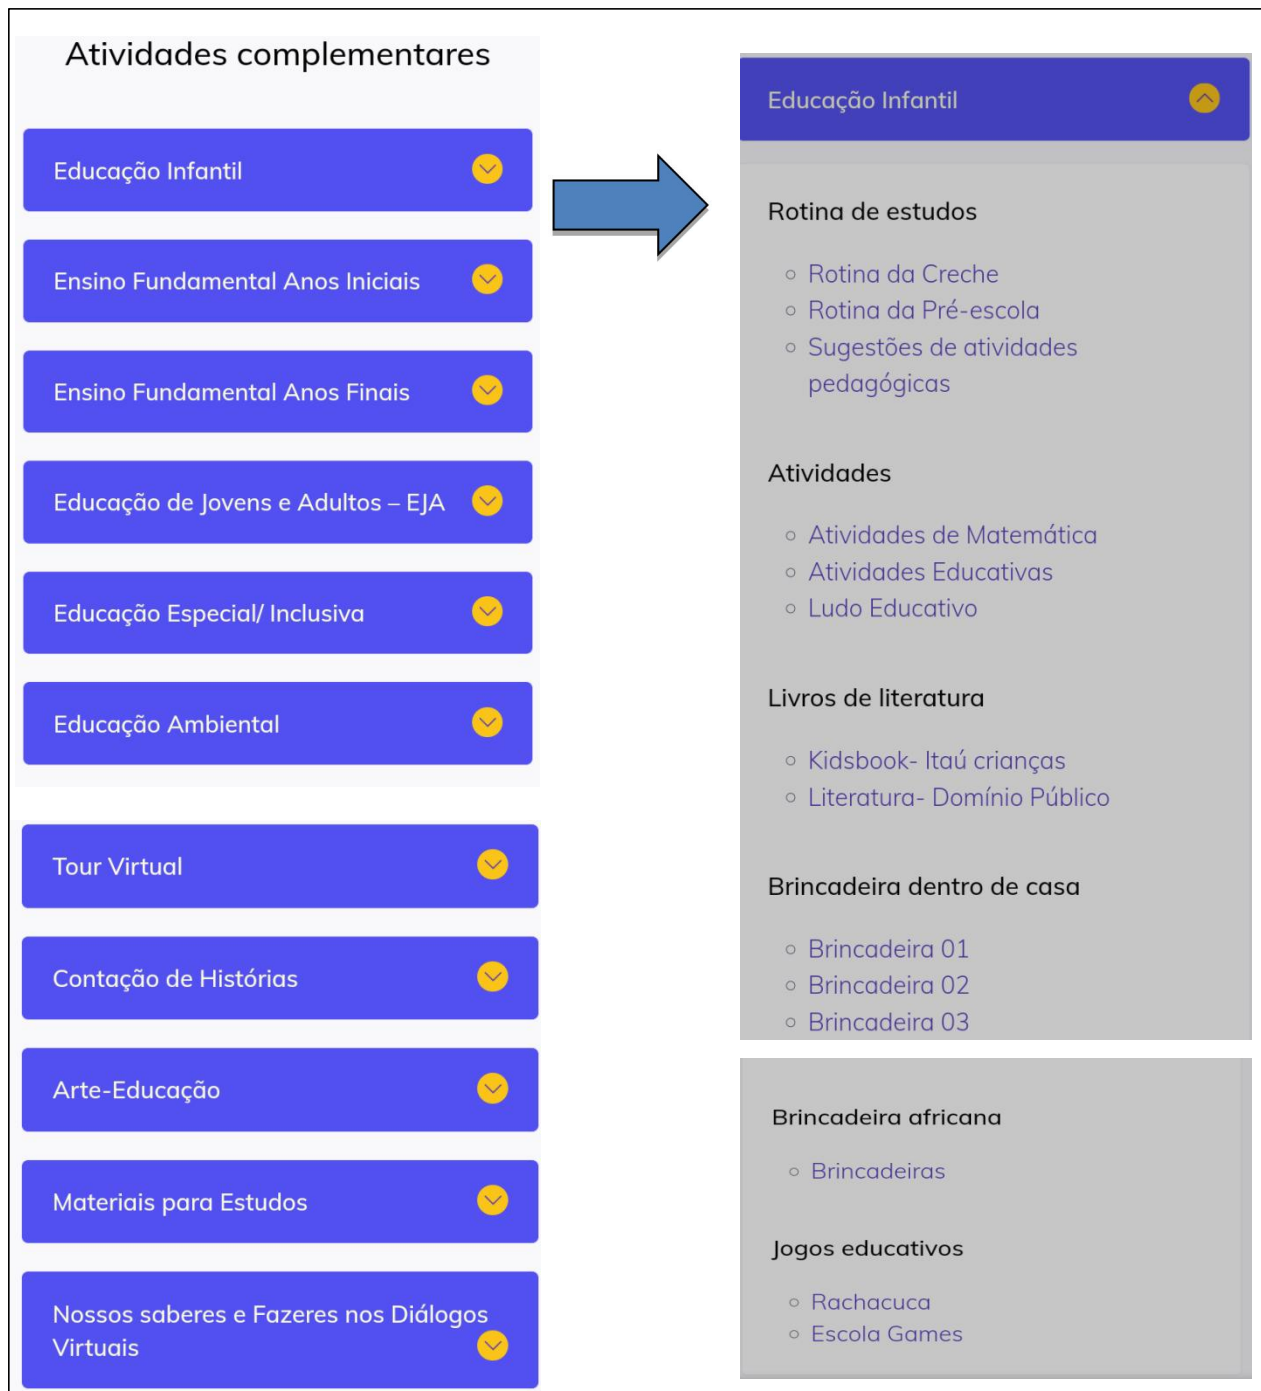 Atividades complementares
Educação Infantil
Ensino Fundamental Anos Iniciais
Ensino Fundamental Anos Finais
Educação de Jovens e Adultos – EJA
Educação Especial/ Inclusiva
Educação Ambiental
Tour Virtual
Contação de Histórias
Arte-Educação
Materiais para Estudos
Nossos saberes e Fazeres nos Diálogos
Virtuais
Educação Infantil
Rotina de estudos
Rotina da Creche
Rotina da Pré-escola
Sugestões de atividades
pedagógicas
Atividades
Atividades de Matemática
Atividades Educativas
Ludo Educativo
Livros de literatura
Kidsbook- Itaú crianças
Literatura- Domínio Público
Brincadeira dentro de casa
Brincadeira 01
Brincadeira 02
Brincadeira 03
Brincadeira africana
Brincadeiras
Jogos educativos
Rachacuca
Escola Games